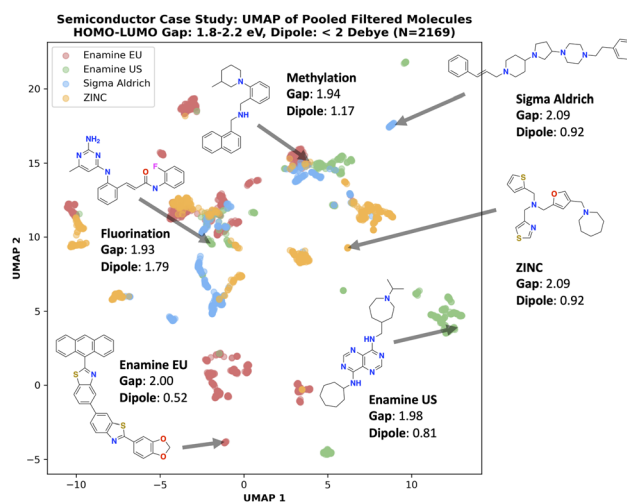 Semiconductor Case Study: UMAP of Pooled Filtered Molecules
HOMO-LUMO Gap: 1.8-2.2 eV, Dipole: < 2 Debye (N=2169)
Enamine EU
Enamine US
Sigma Aldrich
ZINC
Methylation
Gap: 1.94
Dipole: 1.17
Sigma Aldrich
Gap: 2.09
Dipole: 0.92
Fluorination
Gap: 1.93
Dipole: 1.79
ZINC
Gap: 2.09
Dipole: 0.92
Enamine EU
Gap: 2.00
Dipole: 0.52
Enamine US
Gap: 1.98
Dipole: 0.81
NH2
N
N
CH3
NH
O
F
N
H
H3C
N
NH
N
N
N
N
S
S
N
N
O
N
S
N
S
N
O
O
N
HN
N
N
N
N
HN
UMAP 2
20
15
10
5
0
−5
−10
−5
0
5
10
UMAP 1